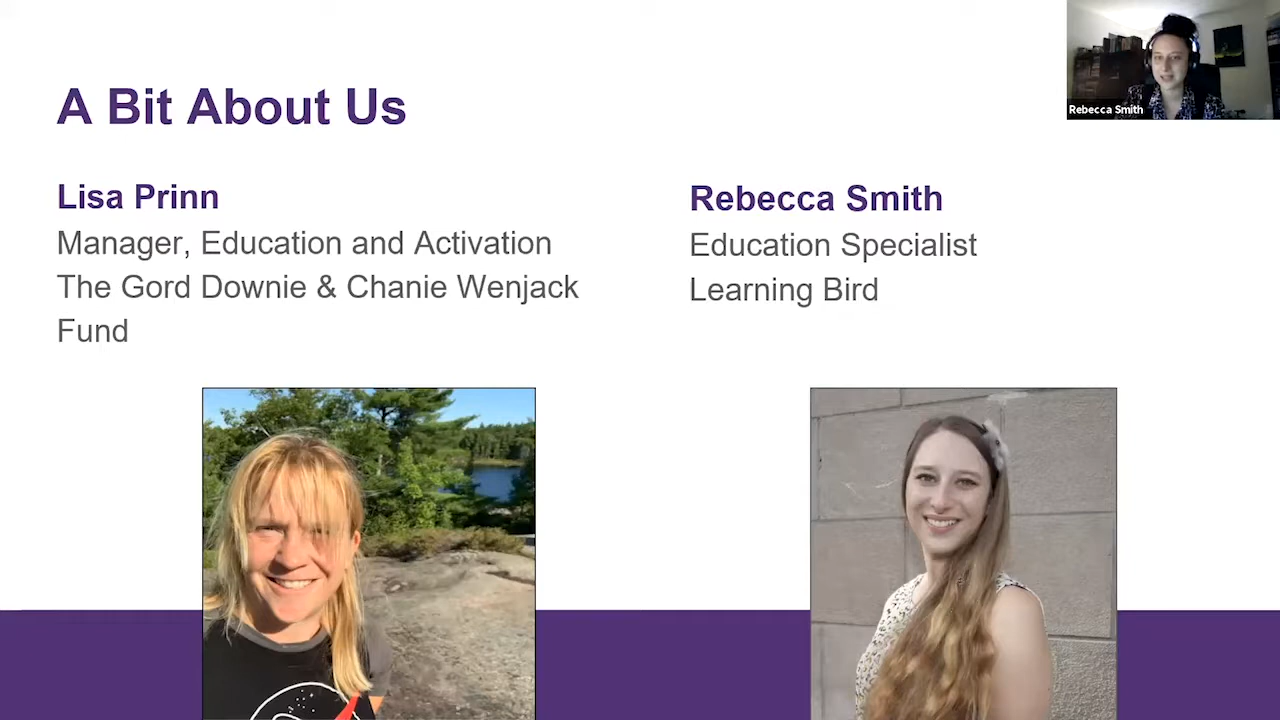 A Bit About Us
Rebecca Smith
Lisa Prinn
Manager, Education and Activation
The Gord Downie & Chanie Wenjack
Fund
Rebecca Smith
Education Specialist
Learning Bird